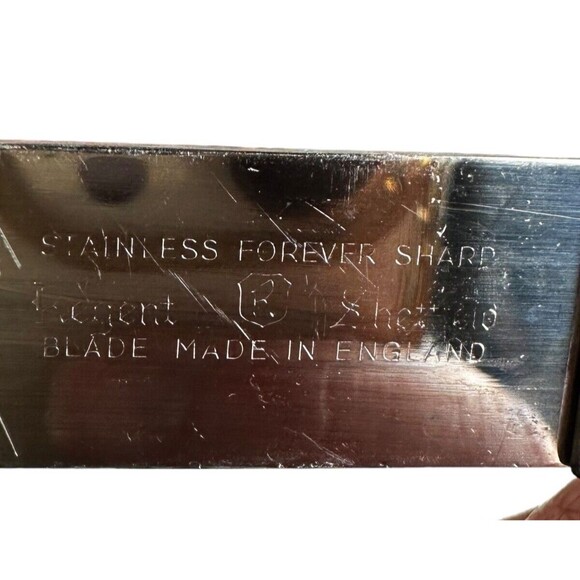 STAINLESS FOREVER SHARP
Regent R Sheffield
BLADE MADE IN ENGLAND